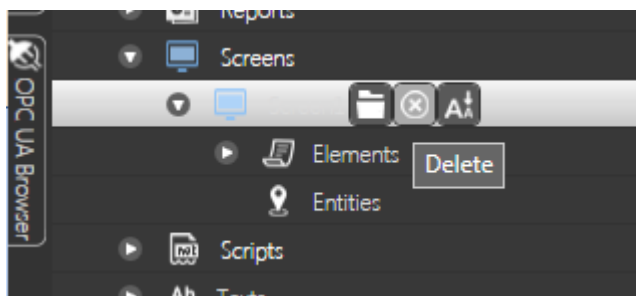 Reports
Screens
OPC UA Browser
Elements
Delete
Entities
Scripts